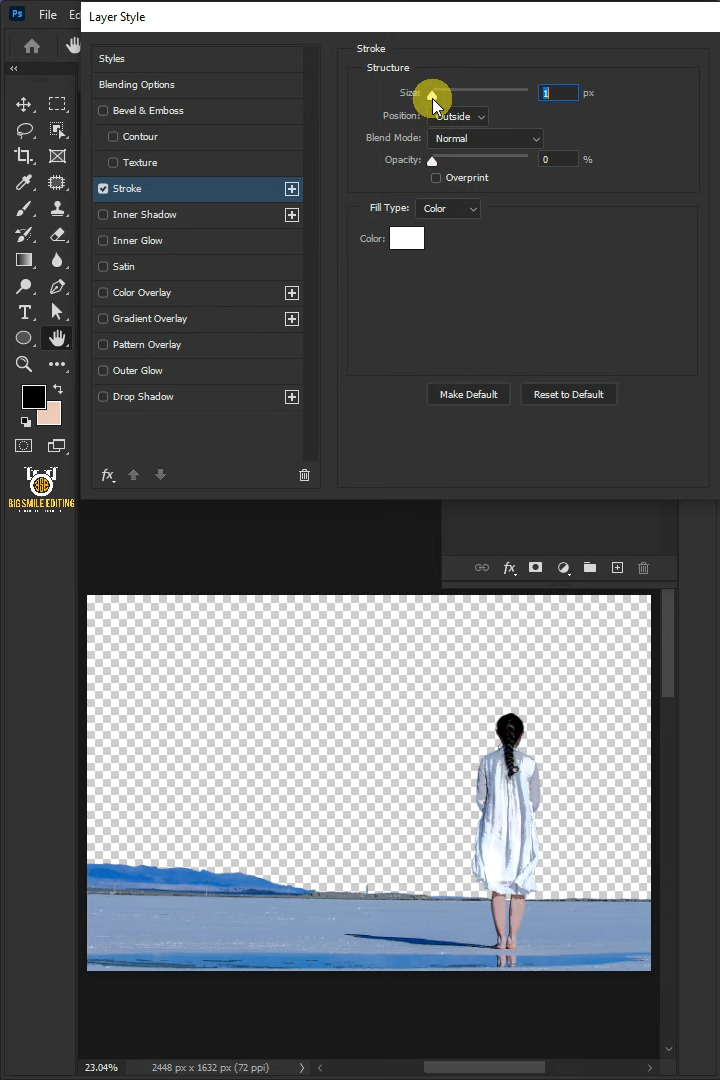 Ps File Ed
Layer Style
Styles
Blending Options
Bevel & Emboss
Contour
Texture
Stroke
Inner Shadow
Inner Glow
Satin
Color Overlay
Gradient Overlay
Pattern Overlay
Outer Glow
Drop Shadow
fx
Stroke
Structure
Size: 1 px
Position: Outside
Blend Mode: Normal
Opacity: 0 %
Overprint
Fill Type: Color
Color:
Make Default Reset to Default
BIG SMILE EDITING
fx
23.04% 2448 px x 1632 px (72 ppi)